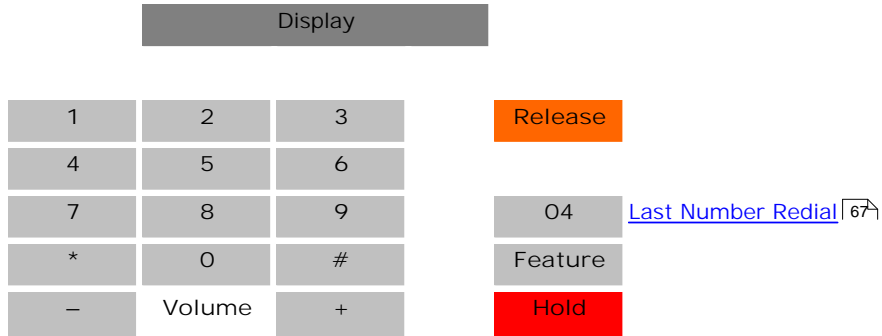 Display
1 2 3 Release
4 5 6
7 8 9 04 Last Number Redial 67
* 0 # Feature
– Volume + Hold